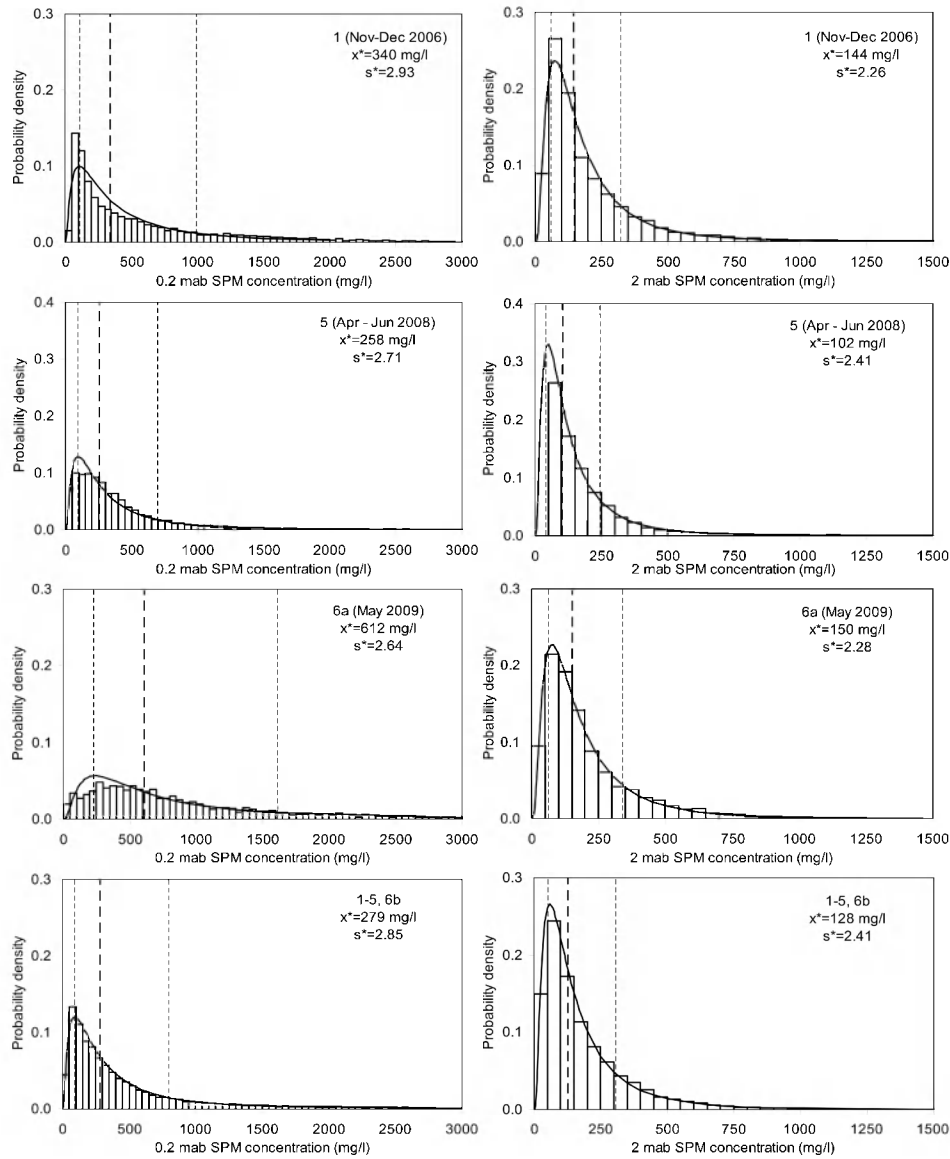 0.3
0.2
0.1
0.0
Probability density
1 (Nov-Dec 2006)
x*=340 mg/l
s*=2.93
0 500 1000 1500 2000 2500 3000
0.2 mab SPM concentration (mg/l)
0.3
0.2
0.1
0.0
Probability density
1 (Nov-Dec 2006)
x*=144 mg/l
s*=2.26
0 250 500 750 1000 1250 1500
2 mab SPM concentration (mg/l)
0.4
0.3
0.2
0.1
0.0
Probability density
5 (Apr - Jun 2008)
x*=258 mg/l
s*=2.71
0 500 1000 1500 2000 2500 3000
0.2 mab SPM concentration (mg/l)
0.4
0.3
0.2
0.1
0.0
Probability density
5 (Apr - Jun 2008)
x*=102 mg/l
s*=2.41
0 250 500 750 1000 1250 1500
2 mab SPM concentration (mg/l)
0.3
0.2
0.1
0.0
Probability density
6a (May 2009)
x*=612 mg/l
s*=2.64
0 500 1000 1500 2000 2500 3000
0.2 mab SPM concentration (mg/l)
0.3
0.2
0.1
0.0
Probability density
6a (May 2009)
x*=150 mg/l
s*=2.28
0 250 500 750 1000 1250 1500
2 mab SPM concentration (mg/l)
0.3
0.2
0.1
0.0
Probability density
1-5, 6b
x*=279 mg/l
s*=2.85
0 500 1000 1500 2000 2500 3000
0.2 mab SPM concentration (mg/l)
0.3
0.2
0.1
0.0
Probability density
1-5, 6b
x*=128 mg/l
s*=2.41
0 250 500 750 1000 1250 1500
2 mab SPM concentration (mg/l)